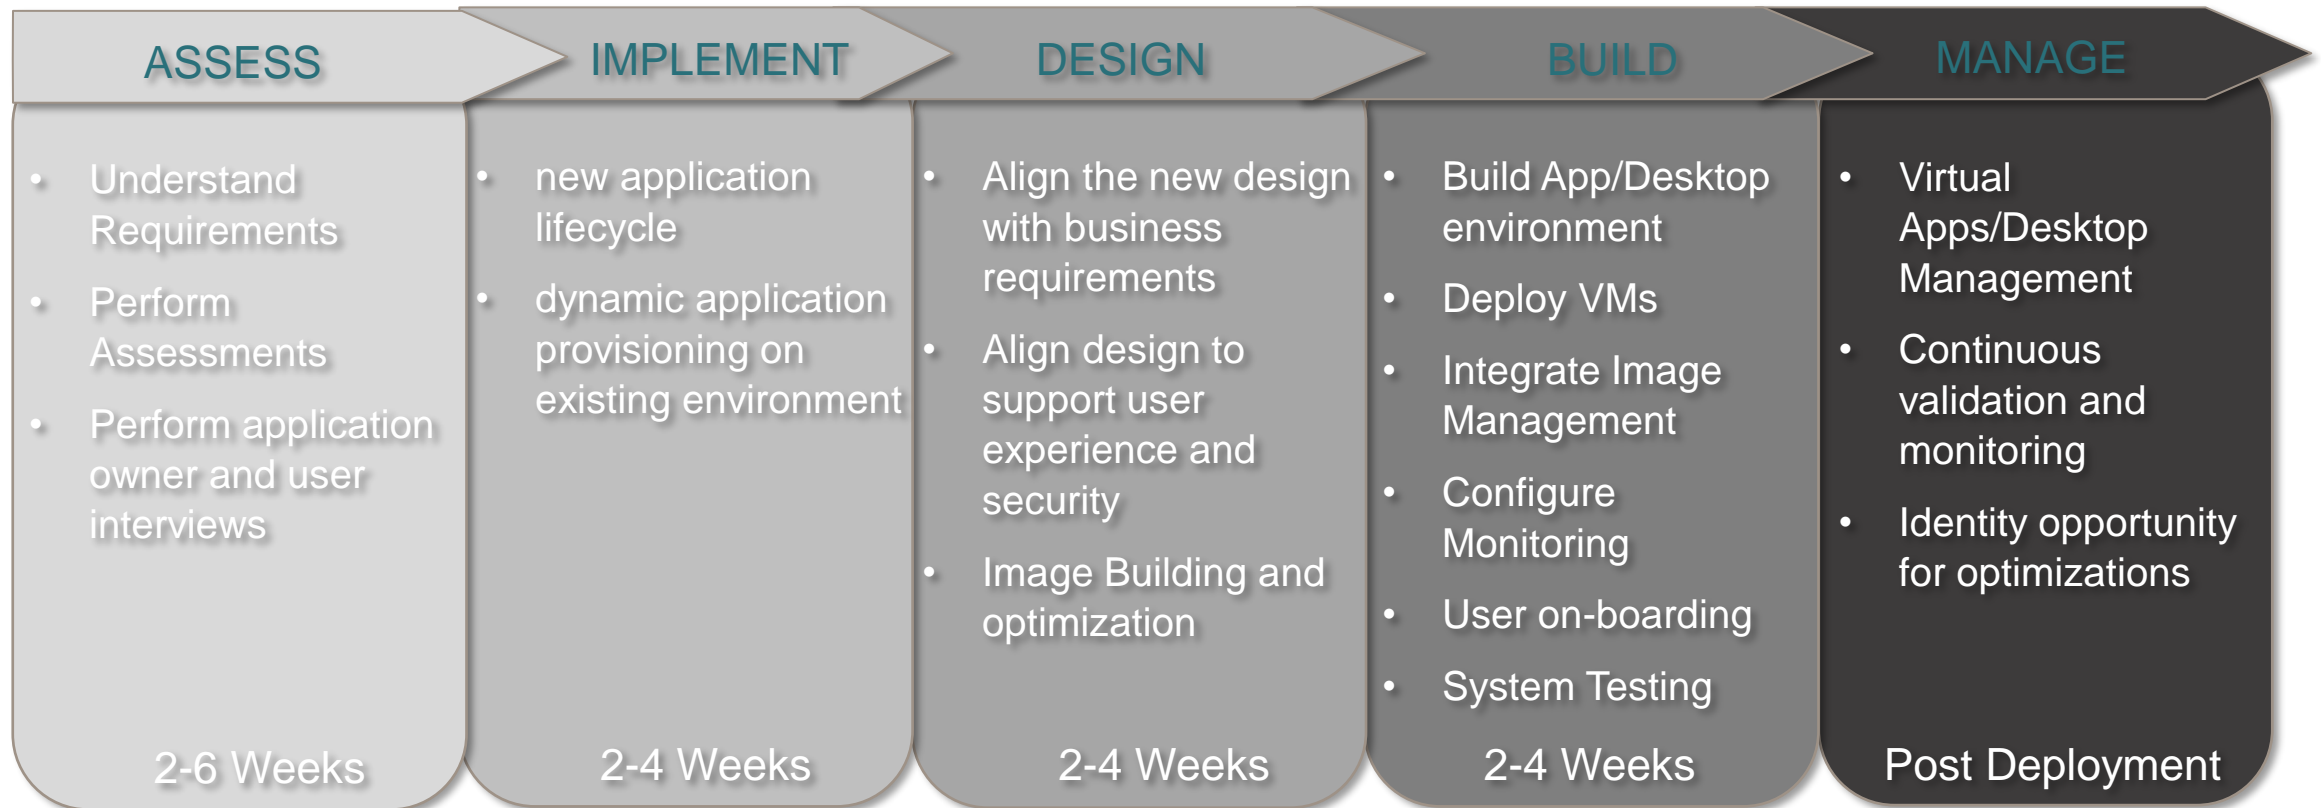 ASSESS
• Understand
Requirements
• Perform
Assessments
• Perform application
owner and user
interviews
2-6 Weeks
IMPLEMENT
• new application
lifecycle
• dynamic application
provisioning on
existing environment
2-4 Weeks
DESIGN
• Align the new design
with business
requirements
• Align design to
support user
experience and
security
• Image Building and
optimization
2-4 Weeks
BUILD
• Build App/Desktop
environment
• Deploy VMs
• Integrate Image
Management
• Configure
Monitoring
• User on-boarding
• System Testing
2-4 Weeks
MANAGE
• Virtual
Apps/Desktop
Management
• Continuous
validation and
monitoring
• Identity opportunity
for optimizations
Post Deployment